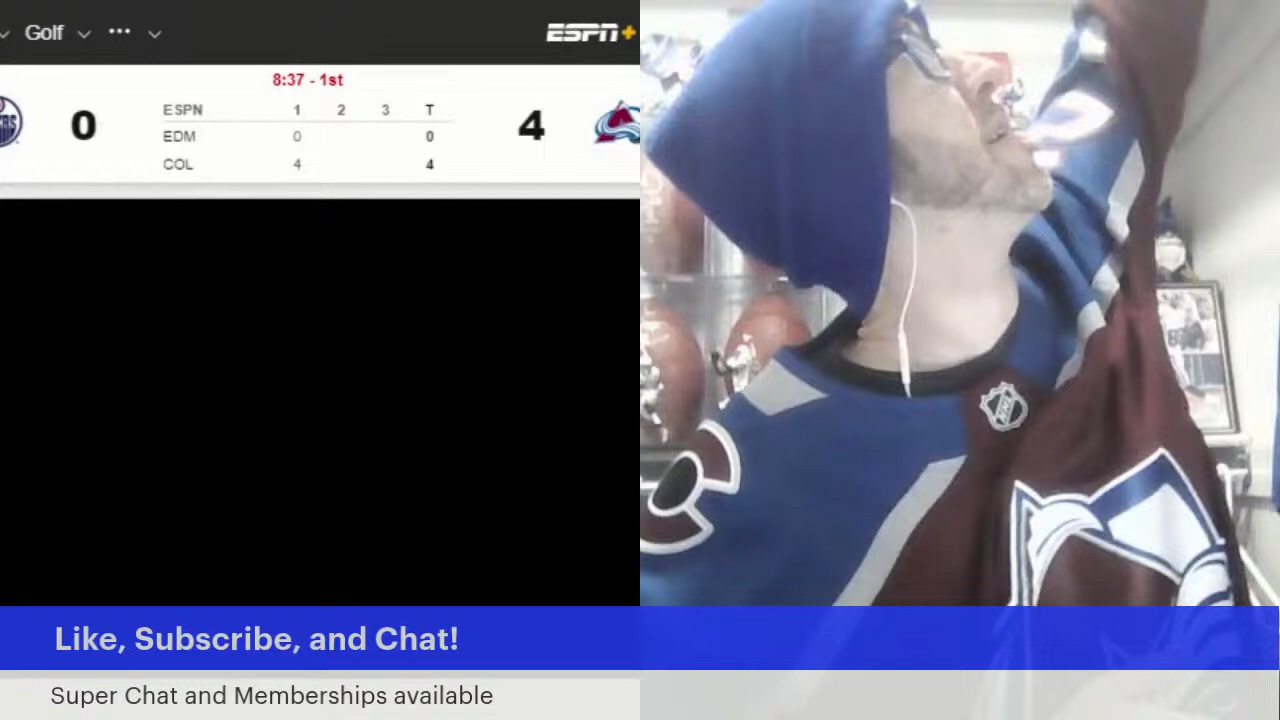 Golf ...
ESPN+
8:37 - 1st
0
ESPN 1 2 3 T
EDM 0 0
COL 4 4
4
NHL
Like, Subscribe, and Chat!
Super Chat and Memberships available